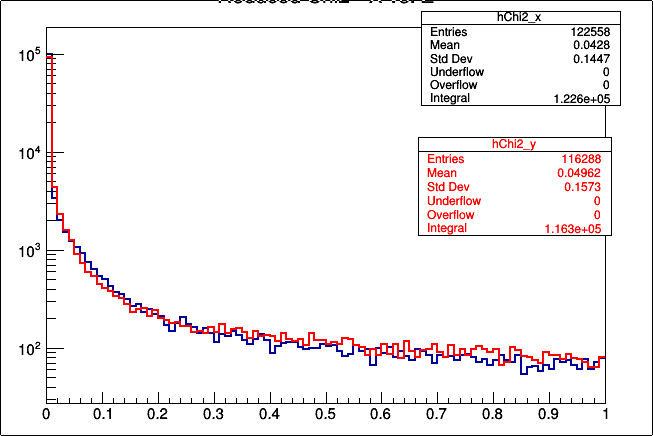 hChi2_x
Entries 122558
Mean 0.0428
Std Dev 0.1447
Underflow 0
Overflow 0
Integral 1.226e+05
hChi2_y
Entries 116288
Mean 0.04962
Std Dev 0.1573
Underflow 0
Overflow 0
Integral 1.163e+05
10^5
10^4
10^3
10^2
0 0.1 0.2 0.3 0.4 0.5 0.6 0.7 0.8 0.9 1